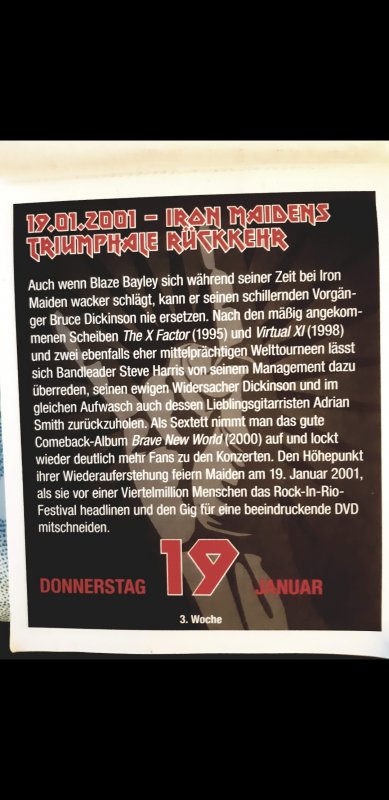 19.01.2001 – IRON MAIDENS
TRIUMPHALE RÜCKKEHR
Auch wenn Blaze Bayley sich während seiner Zeit bei Iron
Maiden wacker schlägt, kann er seinen schillernden Vorgän-
ger Bruce Dickinson nie ersetzen. Nach den mäßig angekom-
menen Scheiben The X Factor (1995) und Virtual XI (1998)
und zwei ebenfalls eher mittelprächtigen Welttourneen lässt
sich Bandleader Steve Harris von seinem Management dazu
überreden, seinen ewigen Widersacher Dickinson und im
gleichen Aufwasch auch dessen Lieblingsgitarristen Adrian
Smith zurückzuholen. Als Sextett nimmt man das gute
Comeback-Album Brave New World (2000) auf und lockt
wieder deutlich mehr Fans zu den Konzerten. Den Höhepunkt
ihrer Wiederauferstehung feiern Maiden am 19. Januar 2001,
als sie vor einer Viertelmillion Menschen das Rock-In-Rio-
Festival headlinen und den Gig für eine beeindruckende DVD
mitschneiden.
DONNERSTAG 19 JANUAR
3. Woche